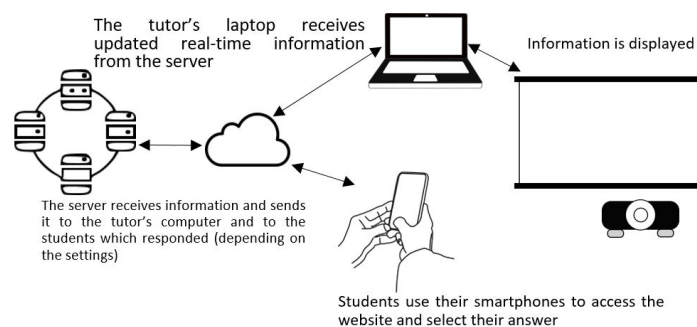 The tutor's laptop receives
updated real-time information
from the server
Information is displayed
The server receives information and sends
it to the tutor's computer and to the
students which responded (depending on
the settings)
Students use their smartphones to access the
website and select their answer